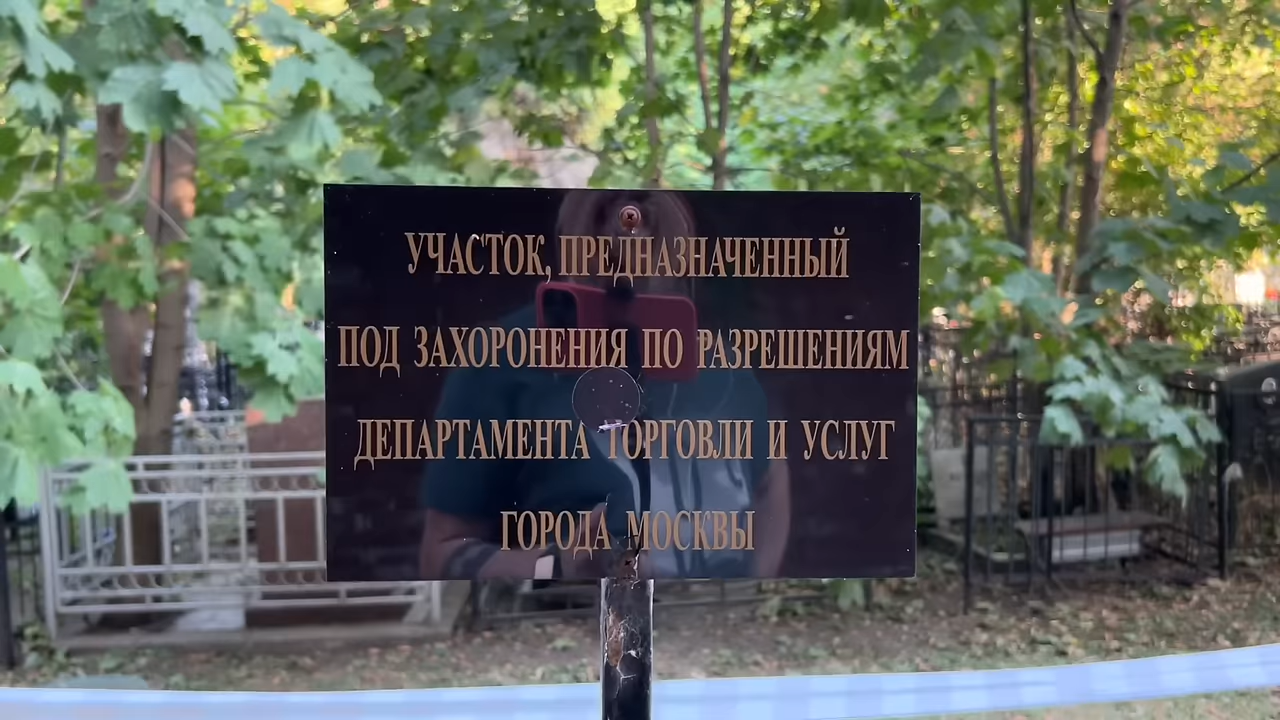 УЧАСТОК, ПРЕДНАЗНАЧЕННЫЙ
ПОД ЗАХОРОНЕНИЯ ПО РАЗРЕШЕНИЯМ
ДЕПАРТАМЕНТА ТОРГОВЛИ И УСЛУГ
ГОРОДА МОСКВЫ